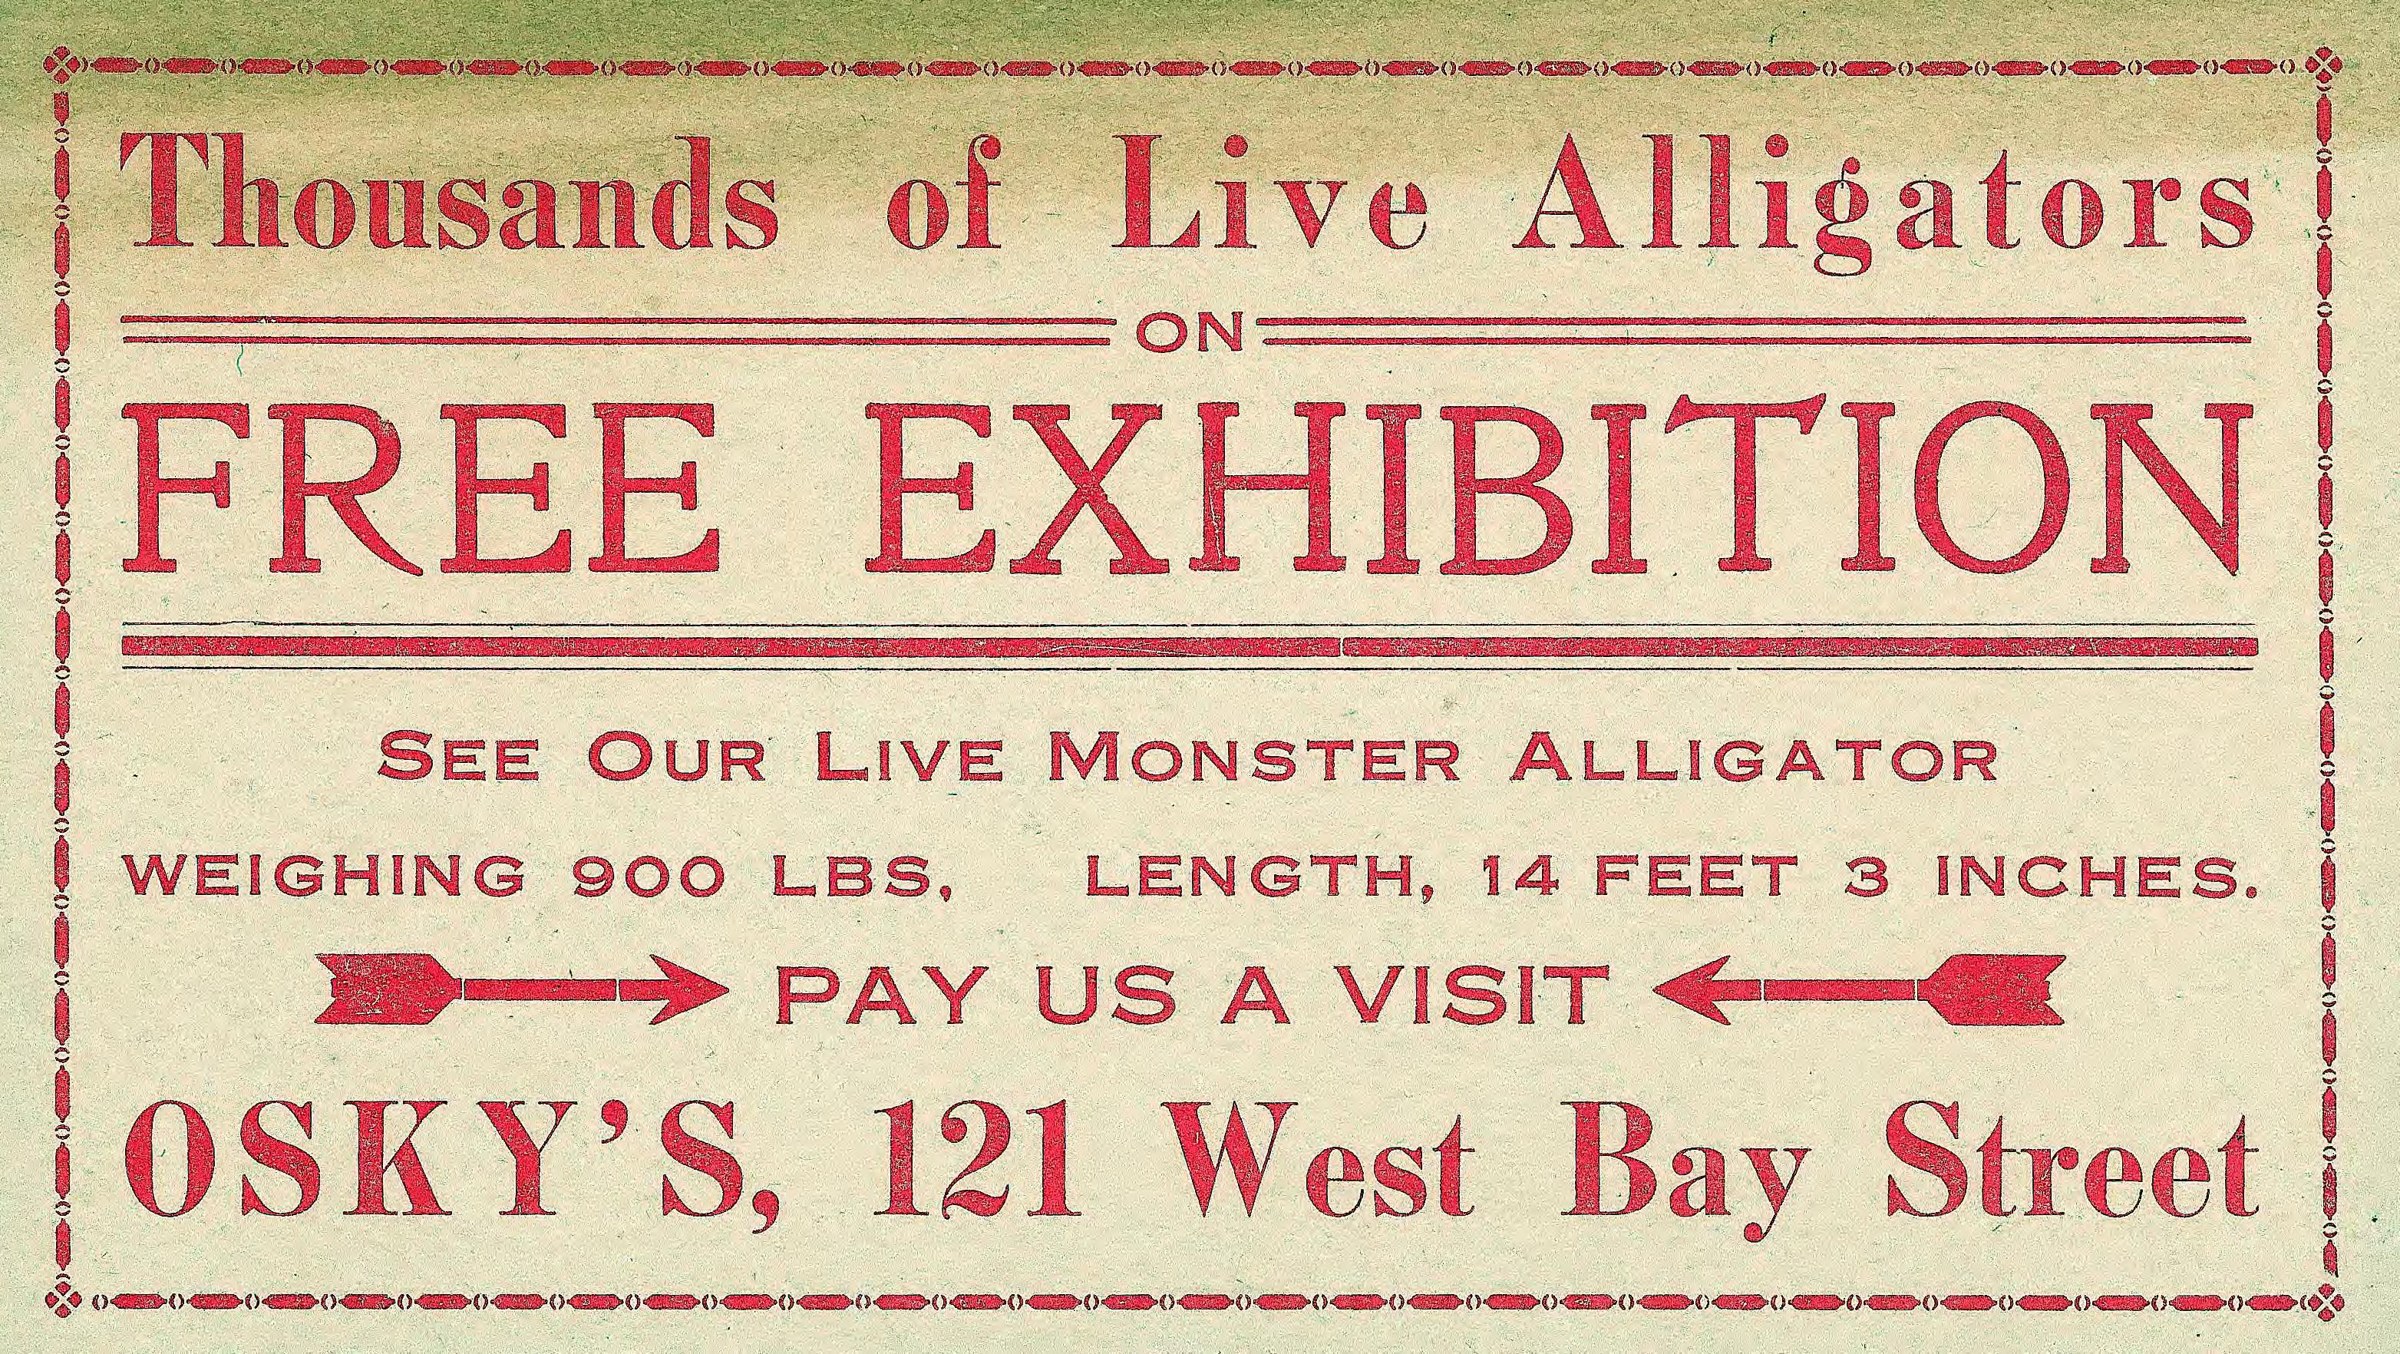 Thousands of Live Alligators
ON
FREE EXHIBITION
SEE OUR LIVE MONSTER ALLIGATOR
WEIGHING 900 LBS, LENGTH, 14 FEET 3 INCHES.
PAY US A VISIT
OSKY'S, 121 West Bay Street